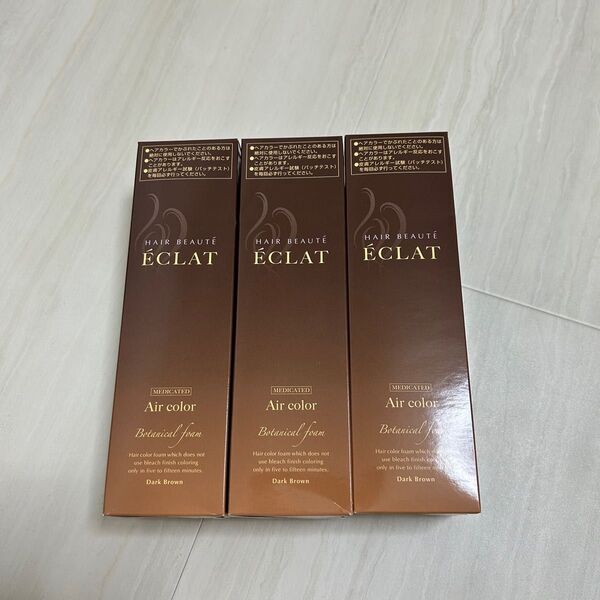 ●ヘアカラーでかぶれたことのある方は
絶対に使用しないでください。
●ヘアカラーはアレルギー反応をおこす
ことがあります。
●皮膚アレルギー試験（パッチテスト）
を毎回必ず行ってください。
HAIR BEAUTÉ
ÉCLAT
MEDICATED
Air color
Botanical foam
Hair color foam which does not
use bleach finish coloring
only in five to fifteen minutes.
Dark Brown
●ヘアカラーでかぶれたことのある方は
絶対に使用しないでください。
●ヘアカラーはアレルギー反応をおこす
ことがあります。
●皮膚アレルギー試験（パッチテスト）
を毎回必ず行ってください。
HAIR BEAUTÉ
ÉCLAT
MEDICATED
Air color
Botanical foam
Hair color foam which does not
use bleach finish coloring
only in five to fifteen minutes.
Dark Brown
●ヘアカラーでかぶれたことのある方は
絶対に使用しないでください。
●ヘアカラーはアレルギー反応をおこす
ことがあります。
●皮膚アレルギー試験（パッチテスト）
を毎回必ず行ってください。
HAIR BEAUTÉ
ÉCLAT
MEDICATED
Air color
Botanical foam
Hair color foam which does not
use bleach finish coloring
only in five to fifteen minutes.
Dark Brown